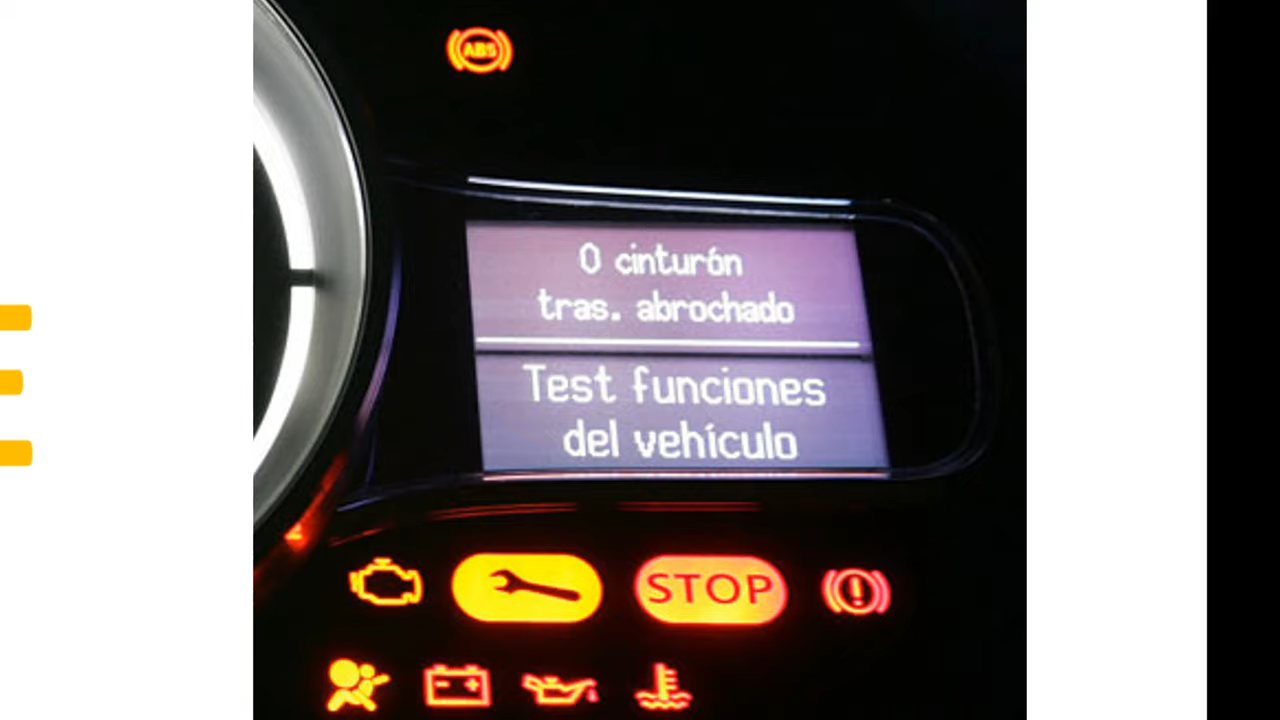 ABS
0 cinturón
tras. abrochado
Test funciones
del vehículo
STOP